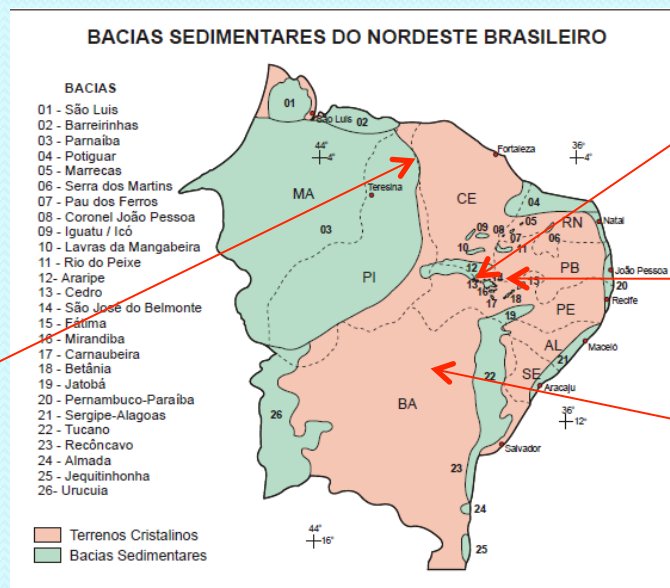 BACIAS SEDIMENTARES DO NORDESTE BRASILEIRO
BACIAS
01 - São Luis
02 - Barreirinhas
03 - Parnaíba
04 - Potiguar
05 - Marrecas
06 - Serra dos Martins
07 - Pau dos Ferros
08 - Coronel João Pessoa
09 - Iguatu / Icó
10 - Lavras da Mangabeira
11 - Rio do Peixe
12- Araripe
13 - Cedro
14 - São José do Belmonte
15 - Fátima
16 - Mirandiba
17 - Carnaubeira
18 - Betânia
19 - Jatobá
20 - Pernambuco-Paraíba
21 - Sergipe-Alagoas
22 - Tucano
23 - Recôncavo
24 - Almada
25 - Jequitinhonha
26- Urucuia
Terrenos Cristalinos
Bacias Sedimentares
01
São Luis
02
44°
4°
Fortaleza
36°
4°
MA
Teresina
03
CE
04
RN
Natal
05
09
08
07
06
10
11
12
PI
PB
João Pessoa
20
13
16
17
18
PE
Recife
19
AL
Maceió
21
22
SE
Aracaju
BA
26
36°
12°
Salvador
23
44°
16°
24
25